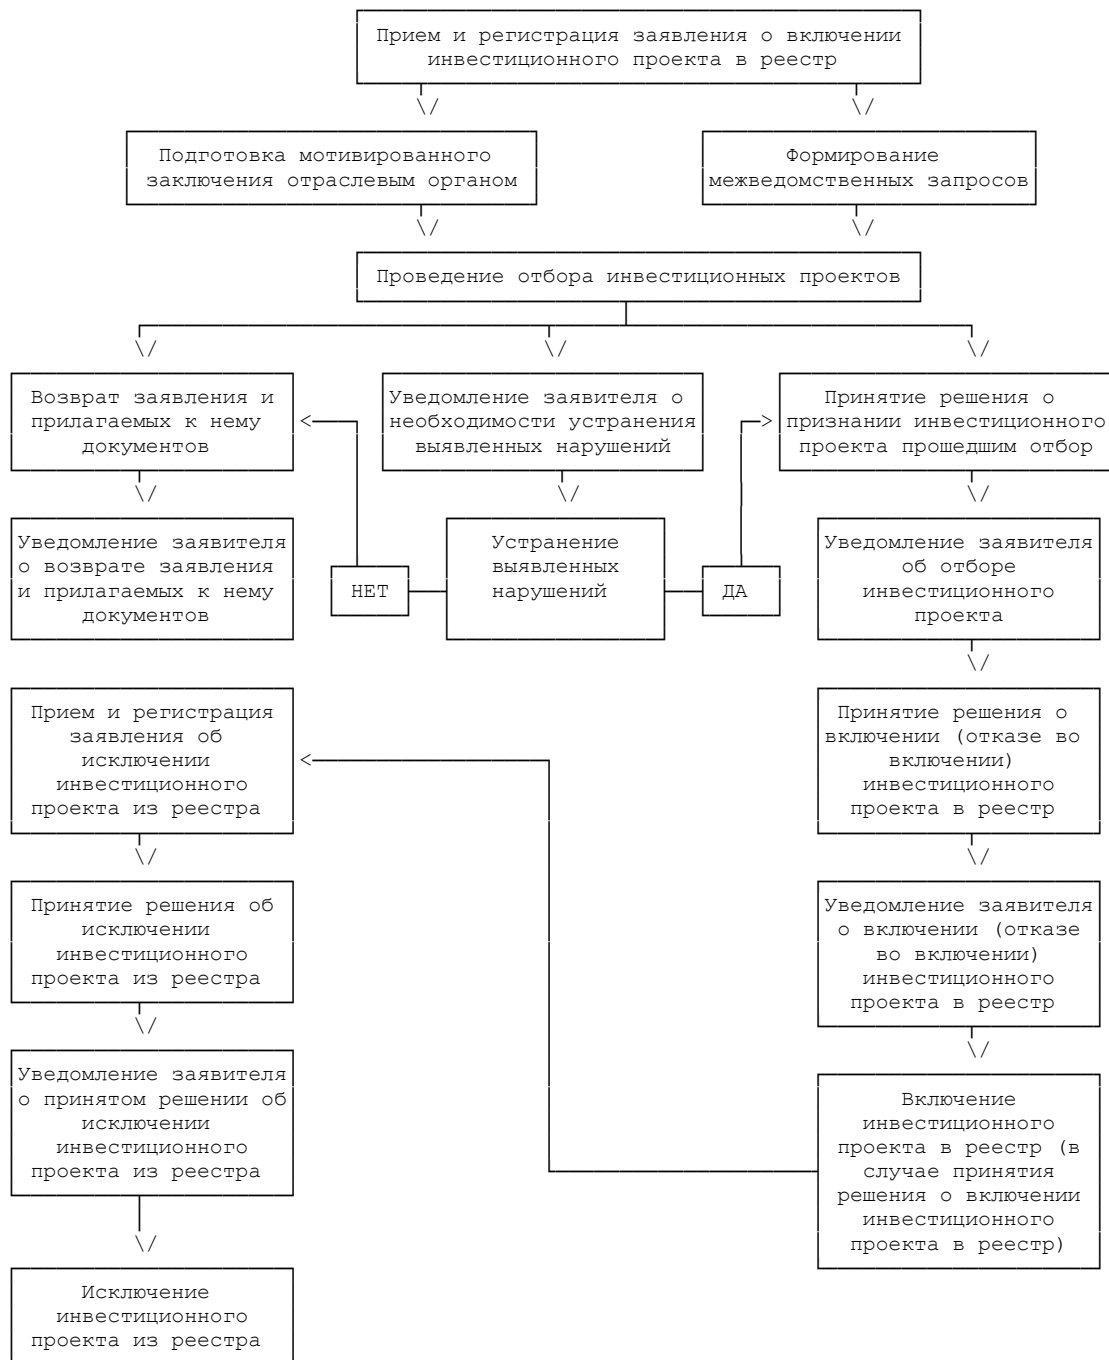 Прием и регистрация заявления о включении
инвестиционного проекта в реестр
Подготовка мотивированного
заключения отраслевым органом
Формирование
межведомственных запросов
Проведение отбора инвестиционных проектов
Возврат заявления и
прилагаемых к нему
документов
Уведомление заявителя о
необходимости устранения
выявленных нарушений
Принятие решения о
признании инвестиционного
проекта прошедшим отбор
Уведомление заявителя
о возврате заявления
и прилагаемых к нему
документов
НЕТ
Устранение
выявленных
нарушений
ДА
Уведомление заявителя
об отборе
инвестиционного
проекта
Прием и регистрация
заявления об
исключении
инвестиционного
проекта из реестра
Принятие решения о
включении (отказе во
включении)
инвестиционного
проекта в реестр
Принятие решения об
исключении
инвестиционного
проекта из реестра
Уведомление заявителя
о включении (отказе
во включении)
инвестиционного
проекта в реестр
Уведомление заявителя
о принятом решении об
исключении
инвестиционного
проекта из реестра
Включение
инвестиционного
проекта в реестр (в
случае принятия
решения о включении
инвестиционного
проекта в реестр)
Исключение
инвестиционного
проекта из реестра